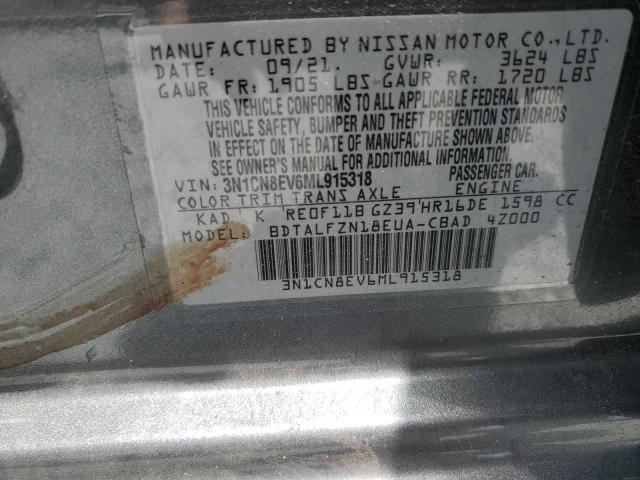 MANUFACTURED BY NISSAN MOTOR CO.,LTD.
DATE: 09/21. GVWR: 3624 LBS
GAWR FR: 1905 LBS GAWR RR: 1720 LBS
THIS VEHICLE CONFORMS TO ALL APPLICABLE FEDERAL MOTOR
VEHICLE SAFETY, BUMPER AND THEFT PREVENTION STANDARDS
IN EFFECT ON THE DATE OF MANUFACTURE SHOWN ABOVE.
SEE OWNER'S MANUAL FOR ADDITIONAL INFORMATION.
VIN: 3N1CN8EV6ML915318 PASSENGER CAR.
COLOR TRIM TRANS AXLE ENGINE
KAD K RE0F11B GZ39 HR16DE 1598 CC
MODEL: BDTALFZN18EUA-CBAD 4Z000
3N1CN8EV6ML915318